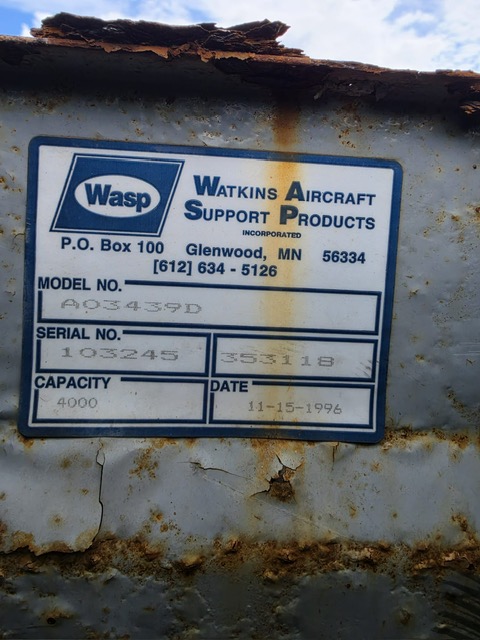 Wasp
WATKINS AIRCRAFT
SUPPORT PRODUCTS
INCORPORATED
P.O. Box 100 Glenwood, MN 56334
[612] 634 - 5126
MODEL NO.
A03439D
SERIAL NO.
103245 353118
CAPACITY DATE
4000 11-15-1996